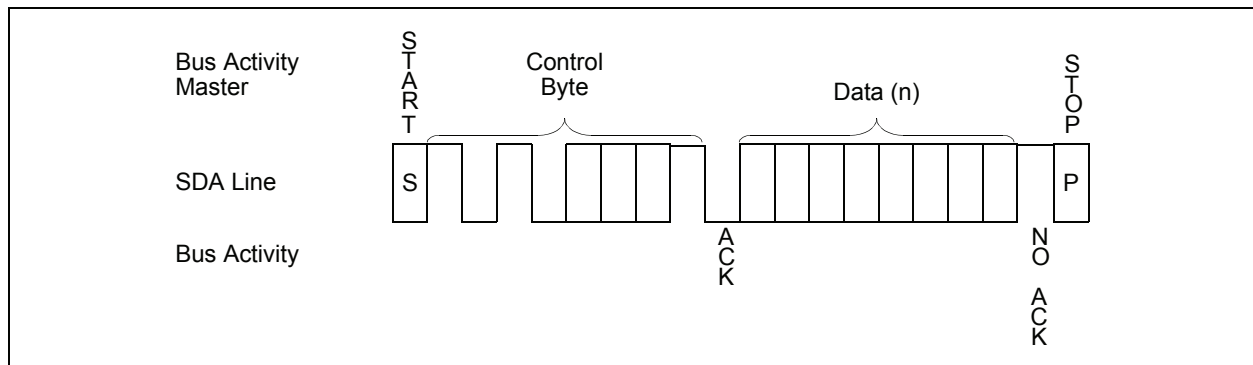 Bus Activity
Master
START
Control
Byte
Data (n)
STOP
SDA Line
S
P
Bus Activity
ACK
NO ACK